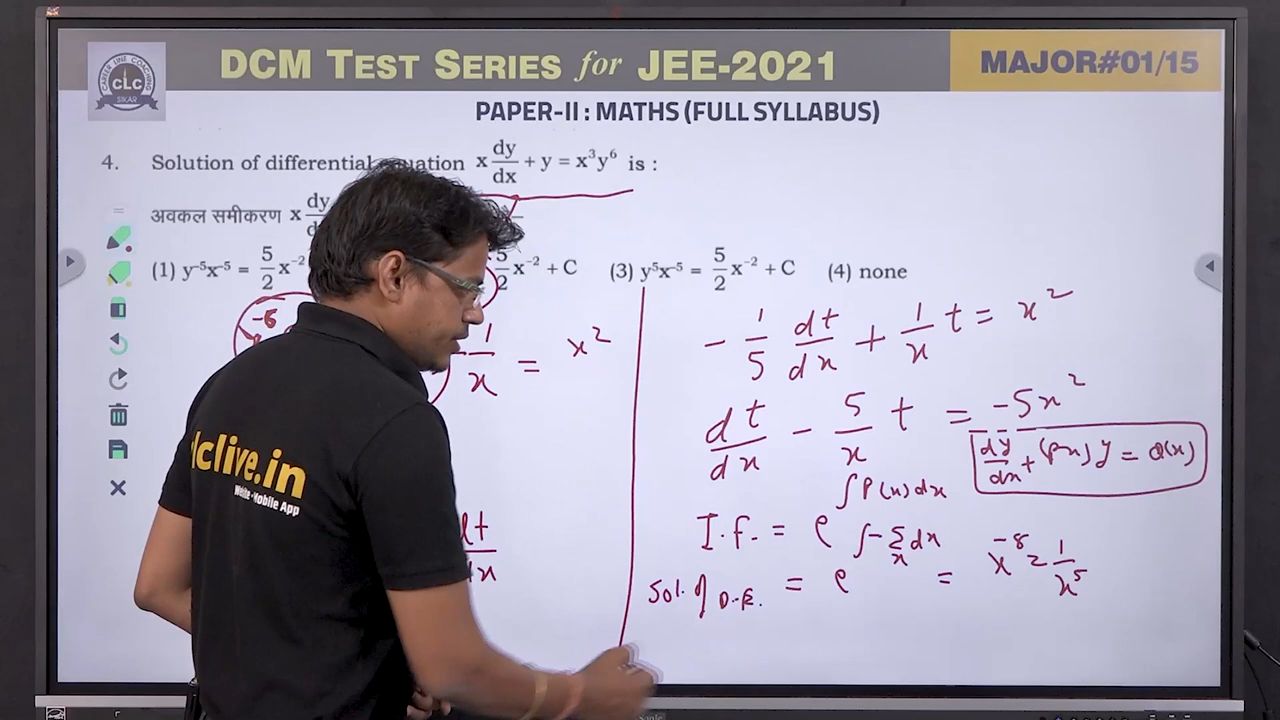 DCM TEST SERIES for JEE-2021
MAJOR#01/15
CAREER LINE COACHING
CLC
SIKAR
PAPER-II : MATHS (FULL SYLLABUS)
4. Solution of differential equation x dy/dx + y = x³y⁶ is :
अवकल समीकरण x dy
(1) y⁻⁵x⁻⁵ = 5/2 x⁻² 5/2 x⁻² + C (3) y⁵x⁻⁵ = 5/2 x⁻² + C (4) none
-6
1/x = x²
dt/dx
- 1/5 dt/dx + 1/x t = x²
dt/dx - 5/x t = -5x²
dy/dx + (Px) y = Q(x)
∫P(x)dx
I.f. = e ∫-5/x dx
Sol. of D.E. = e = x⁻⁵ = 1/x⁵
clclive.in
Website - Mobile App